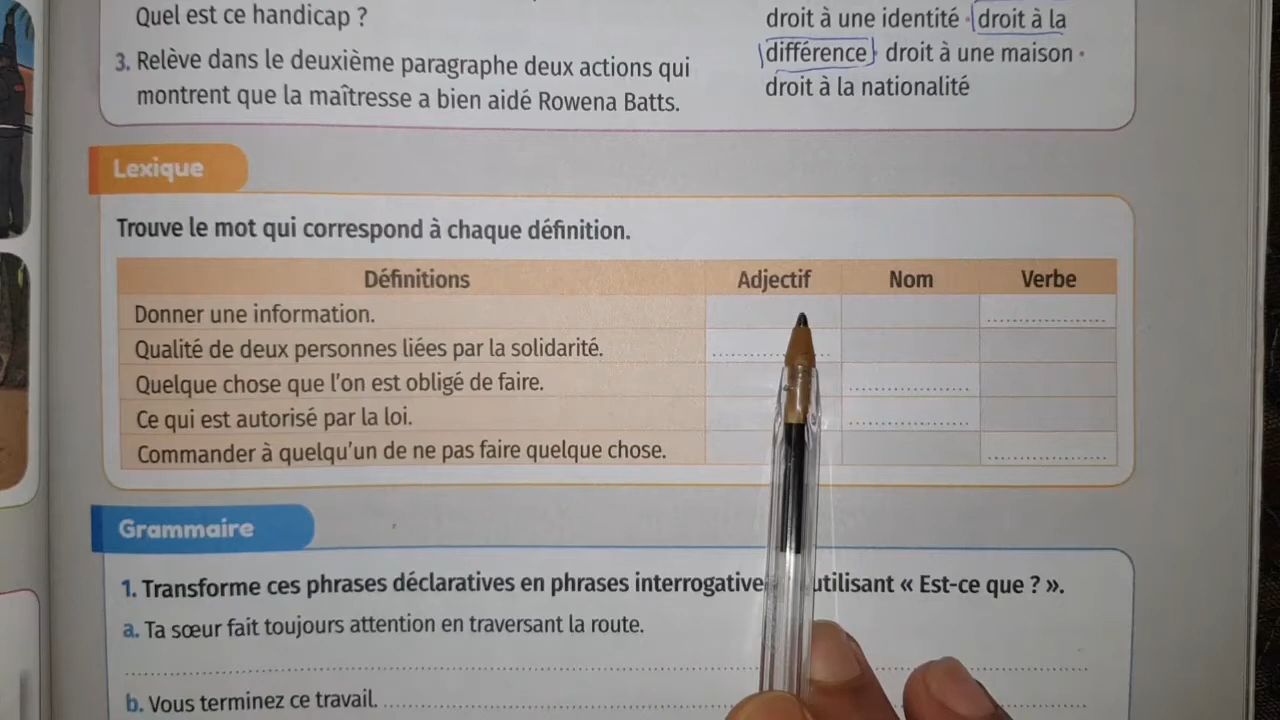 Quel est ce handicap ?
3. Relève dans le deuxième paragraphe deux actions qui
montrent que la maîtresse a bien aidé Rowena Batts.
droit à une identité · droit à la
différence · droit à une maison ·
droit à la nationalité
Lexique
Trouve le mot qui correspond à chaque définition.
Définitions Adjectif Nom Verbe
Donner une information.
Qualité de deux personnes liées par la solidarité.
Quelque chose que l'on est obligé de faire.
Ce qui est autorisé par la loi.
Commander à quelqu'un de ne pas faire quelque chose.
Grammaire
1. Transforme ces phrases déclaratives en phrases interrogative utilisant « Est-ce que ? ».
a. Ta sœur fait toujours attention en traversant la route.
b. Vous terminez ce travail.